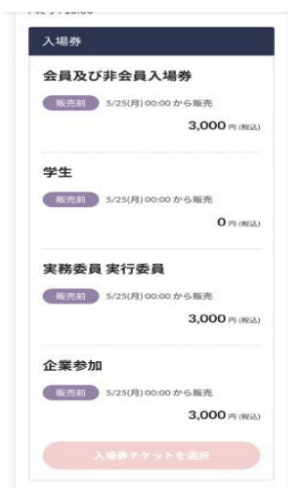 入場券
会員及び非会員入場券
販売前 5/25(月) 00:00 から販売
3,000 円 (税込)
学生
販売前 5/25(月) 00:00 から販売
0 円 (税込)
実務委員 実行委員
販売前 5/25(月) 00:00 から販売
3,000 円 (税込)
企業参加
販売前 5/25(月) 00:00 から販売
3,000 円 (税込)
入場券チケットを選択